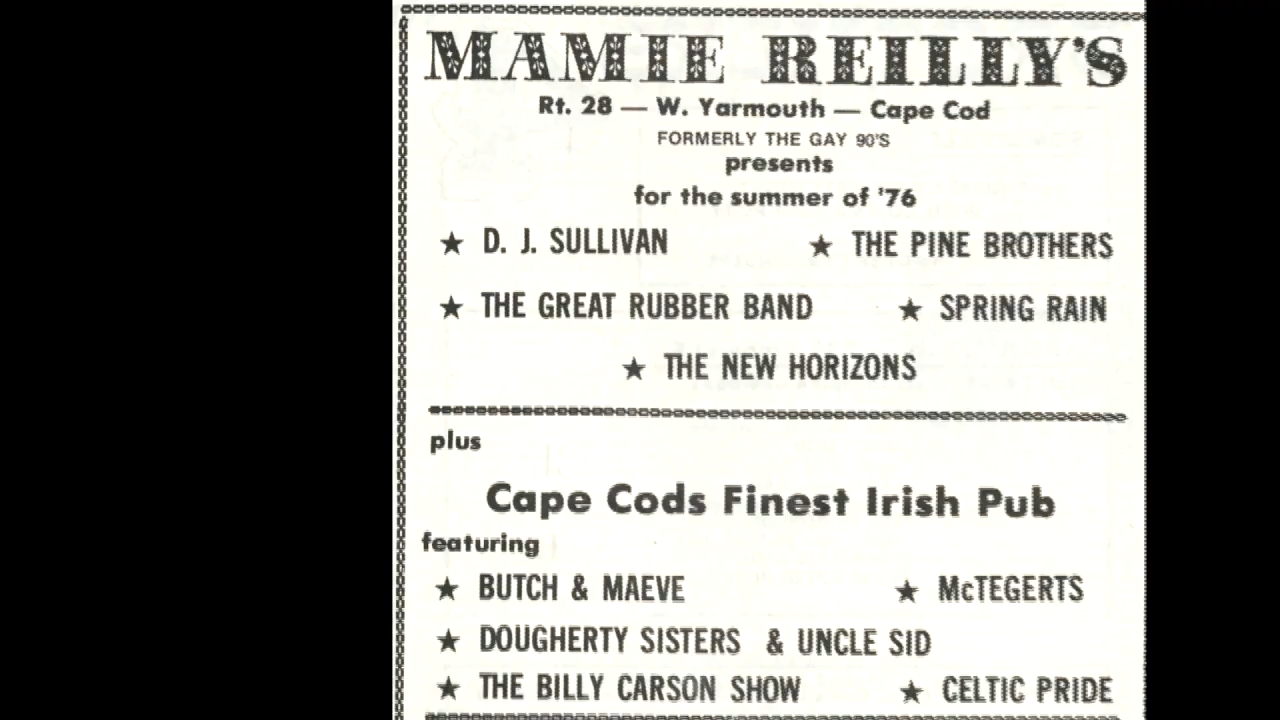 MAMIE REILLY'S
Rt. 28 — W. Yarmouth — Cape Cod
FORMERLY THE GAY 90'S
presents
for the summer of '76
★ D. J. SULLIVAN ★ THE PINE BROTHERS
★ THE GREAT RUBBER BAND ★ SPRING RAIN
★ THE NEW HORIZONS
plus
Cape Cods Finest Irish Pub
featuring
★ BUTCH & MAEVE ★ McTEGERTS
★ DOUGHERTY SISTERS & UNCLE SID
★ THE BILLY CARSON SHOW ★ CELTIC PRIDE